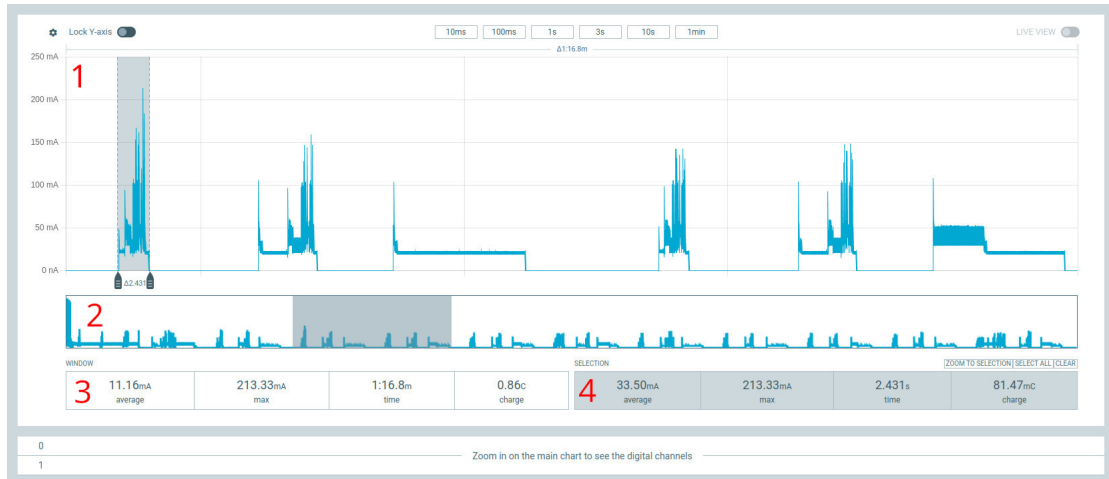 Lock Y-axis
10ms 100ms 1s 3s 10s 1min
LIVE VIEW
Δ1:16.8m
250 mA
1
200 mA
150 mA
100 mA
50 mA
0 nA
Δ2.431
2
WINDOW
SELECTION
ZOOM TO SELECTION SELECT ALL CLEAR
3
11.16mA
average
213.33mA
max
1:16.8m
time
0.86c
charge
4
33.50mA
average
213.33mA
max
2.431s
time
81.47mC
charge
0
Zoom in on the main chart to see the digital channels
1